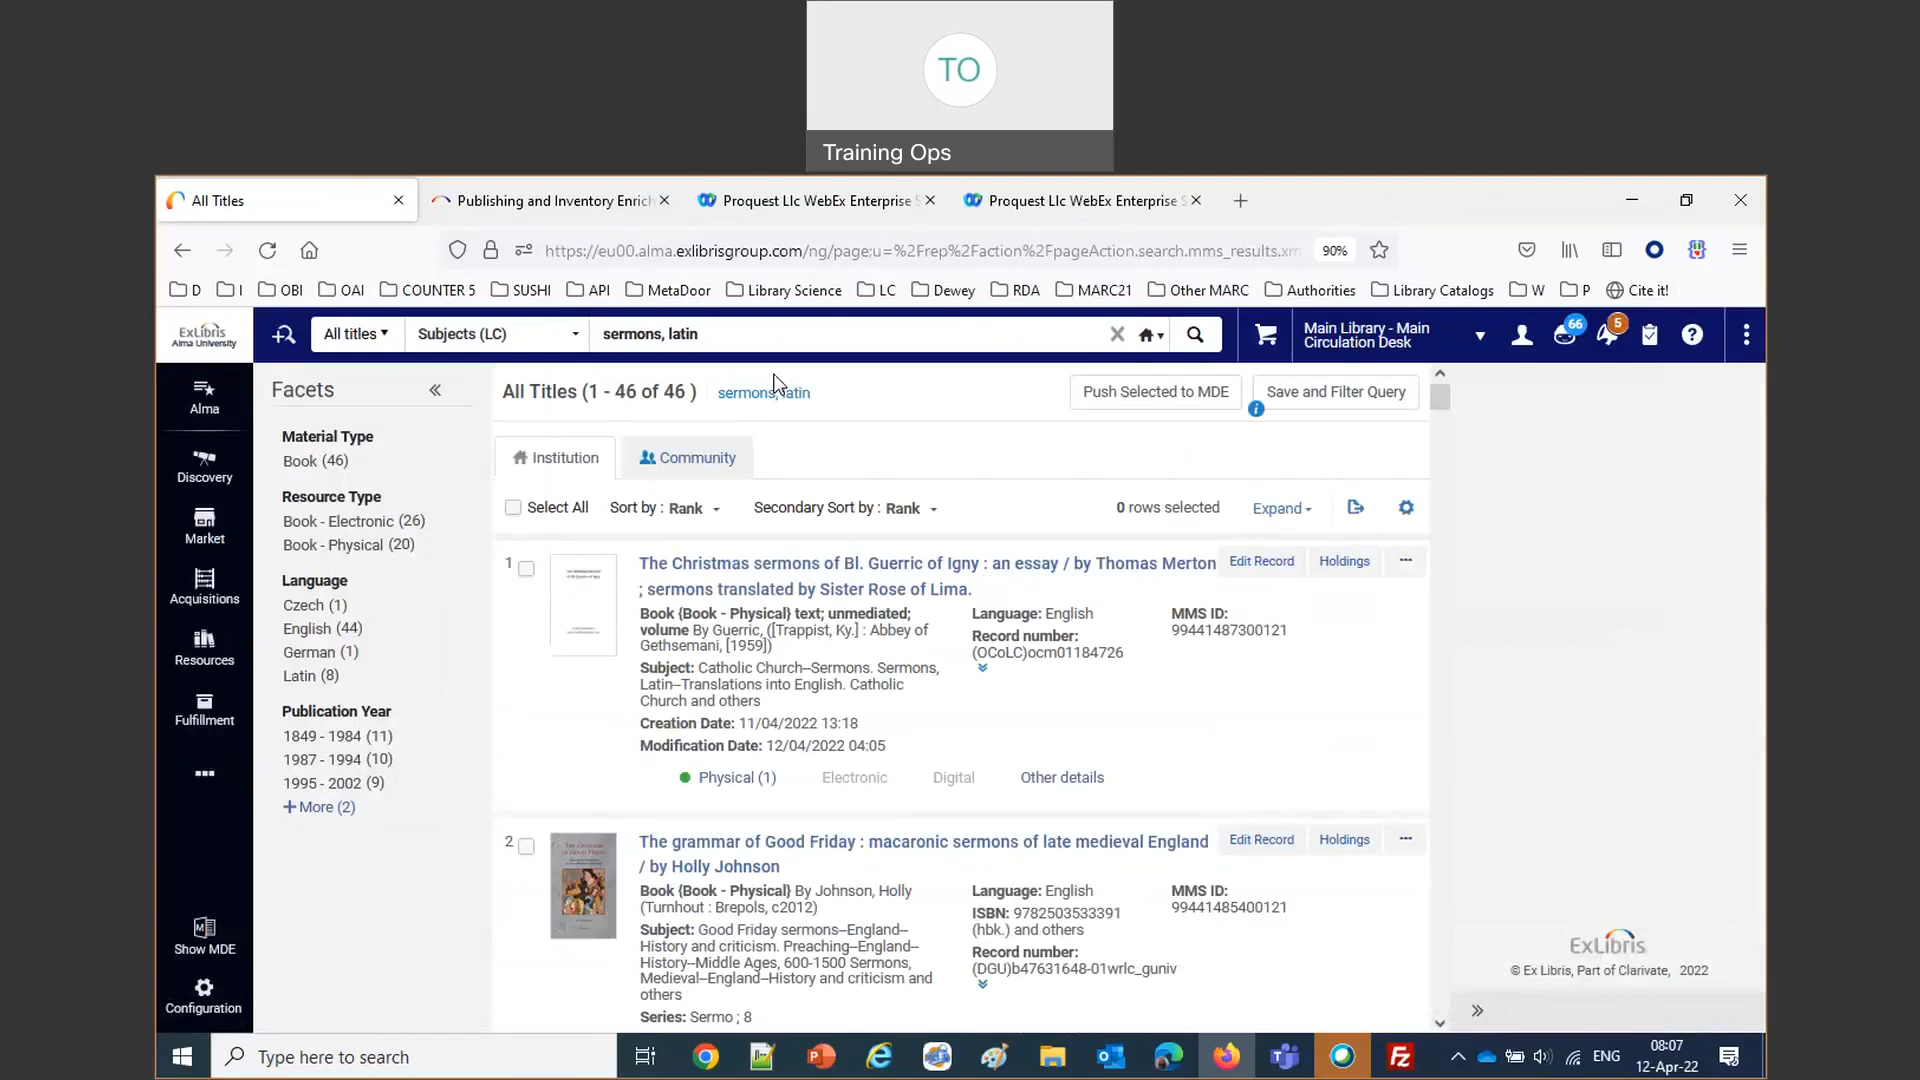 TO
Training Ops
All Titles
Publishing and Inventory Enrich
Proquest Llc WebEx Enterprise S
Proquest Llc WebEx Enterprise S
https://eu00.alma.exlibrisgroup.com/ng/page;u=%2Frep%2Faction%2FpageAction.search.mms_results.xm
90%
D
I
OBI
OAI
COUNTER 5
SUSHI
API
MetaDoor
Library Science
LC
Dewey
RDA
MARC21
Other MARC
Authorities
Library Catalogs
W
P
Cite it!
ExLibris
Alma University
All titles
Subjects (LC)
sermons, latin
Main Library - Main
Circulation Desk
66
5
Alma
Discovery
Market
Acquisitions
Resources
Fulfillment
Show MDE
Configuration
Facets
Material Type
Book (46)
Resource Type
Book - Electronic (26)
Book - Physical (20)
Language
Czech (1)
English (44)
German (1)
Latin (8)
Publication Year
1849 - 1984 (11)
1987 - 1994 (10)
1995 - 2002 (9)
+ More (2)
All Titles (1 - 46 of 46 )
sermons, latin
Push Selected to MDE
Save and Filter Query
Institution
Community
Select All
Sort by : Rank
Secondary Sort by : Rank
0 rows selected
Expand
1
The Christmas sermons of Bl. Guerric of Igny : an essay / by Thomas Merton
; sermons translated by Sister Rose of Lima.
Edit Record
Holdings
Book {Book - Physical} text; unmediated;
volume By Guerric, ([Trappist, Ky.] : Abbey of
Gethsemani, [1959])
Subject: Catholic Church--Sermons. Sermons,
Latin--Translations into English. Catholic
Church and others
Creation Date: 11/04/2022 13:18
Modification Date: 12/04/2022 04:05
Language: English
Record number:
(OCoLC)ocm01184726
MMS ID:
99441487300121
Physical (1)
Electronic
Digital
Other details
2
The grammar of Good Friday : macaronic sermons of late medieval England
/ by Holly Johnson
Edit Record
Holdings
Book {Book - Physical} By Johnson, Holly
(Turnhout : Brepols, c2012)
Subject: Good Friday sermons--England--
History and criticism. Preaching--England--
History--Middle Ages, 600-1500 Sermons,
Medieval--England--History and criticism and
others
Series: Sermo ; 8
Language: English
ISBN: 9782503533391
(hbk.) and others
Record number:
(DGU)b47631648-01wrlc_guniv
MMS ID:
99441485400121
ExLibris
© Ex Libris, Part of Clarivate, 2022
Type here to search
ENG
08:07
12-Apr-22